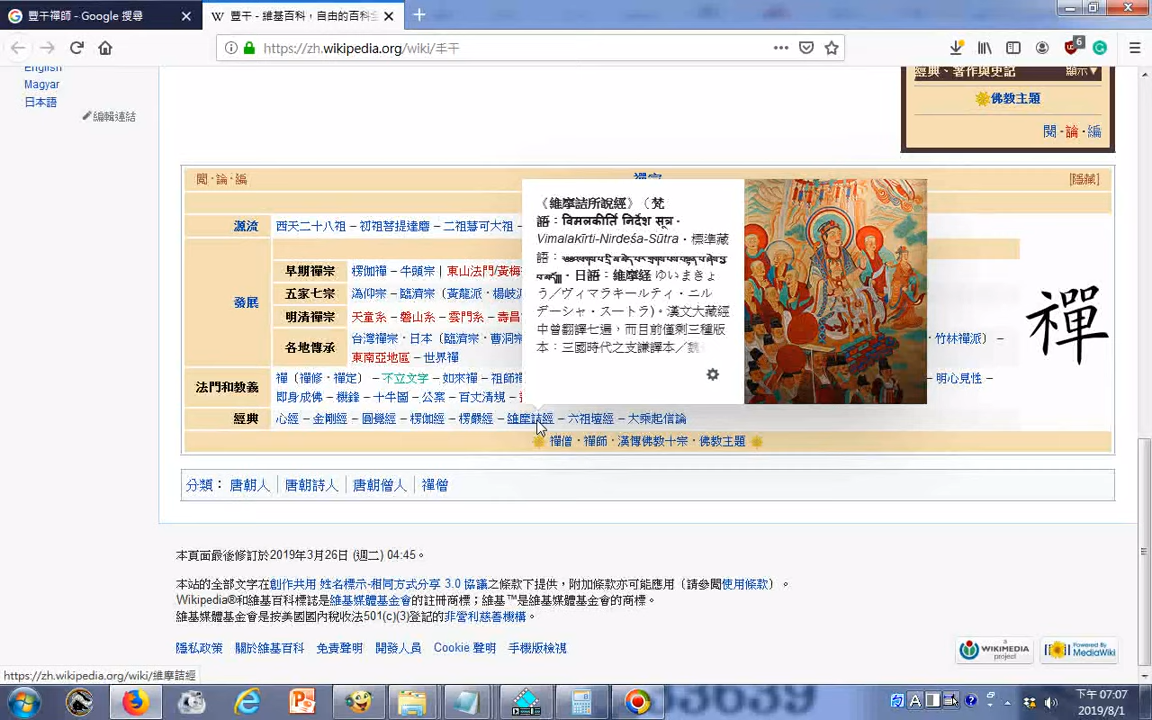 豐干禪師 - Google 搜尋
豐干 - 維基百科，自由的百科全
https://zh.wikipedia.org/wiki/丰干
6
English
Magyar
日本語
編輯連結
經典、著作與史記 顯示▼
佛教主題
閱·論·編
閱·論·編
禪宗
[隱藏]
源流
西天二十八祖 – 初祖菩提達磨 – 二祖慧可大祖
發展
早期禪宗
楞伽禪 – 牛頭宗 | 東山法門/黃梅
五家七宗
溈仰宗 – 臨濟宗（黃龍派·楊岐派
明清禪宗
天童系 – 磐山系 – 雲門系 – 壽昌
各地傳承
台灣禪宗·日本（臨濟宗·曹洞宗
·竹林禪派）–
東南亞地區 – 世界禪
法門和教義
禪（禪修·禪定）– 不立文字 – 如來禪 – 祖師禪
– 明心見性 –
即身成佛 – 機鋒 – 十牛圖 – 公案 – 百丈清規 –
經典
心經 – 金剛經 – 圓覺經 – 楞伽經 – 楞嚴經 – 維摩詰經 – 六祖壇經 – 大乘起信論
禪僧·禪師·漢傳佛教十宗·佛教主題
禪
《維摩詰所說經》（梵
語：विमलकीर्ति निर्देश सूत्र，
Vimalakīrti-Nirdeśa-Sūtra，標準藏
語：
，日語：維摩経 ゆいまきょ
う／ヴィマラキールティ・ニル
デーシャ・スートラ)，漢文大藏經
中曾翻譯七遍，而目前僅剩三種版
本：三國時代之支謙譯本／魏
分類：唐朝人 | 唐朝詩人 | 唐朝僧人 | 禪僧
本頁面最後修訂於2019年3月26日 (週二) 04:45。
本站的全部文字在創作共用 姓名標示-相同方式分享 3.0 協議之條款下提供，附加條款亦可能應用（請參閱使用條款）。
Wikipedia®和維基百科標誌是維基媒體基金會的註冊商標；維基™是維基媒體基金會的商標。
維基媒體基金會是按美國國內稅收法501(c)(3)登記的非營利慈善機構。
隱私政策 關於維基百科 免責聲明 開發人員 Cookie 聲明 手機版檢視
a WIKIMEDIA project
Powered By MediaWiki
https://zh.wikipedia.org/wiki/維摩詰經
下午 07:07
2019/8/1